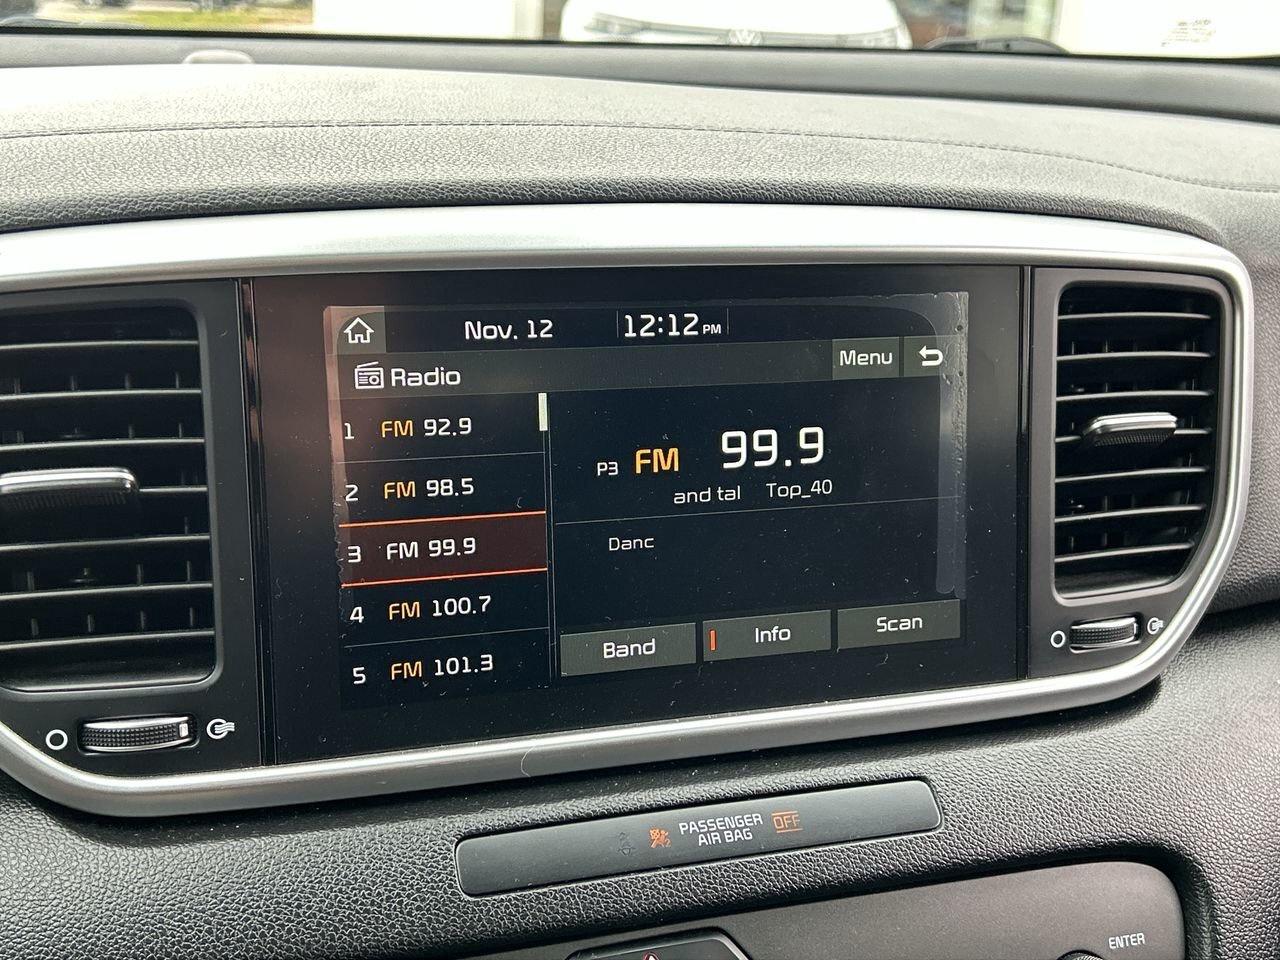 Nov. 12 12:12 PM
Radio Menu
1 FM 92.9
2 FM 98.5
3 FM 99.9
4 FM 100.7
5 FM 101.3
P3 FM 99.9
and tal Top_40
Danc
Band Info Scan
PASSENGER
AIR BAG OFF
2
ENTER